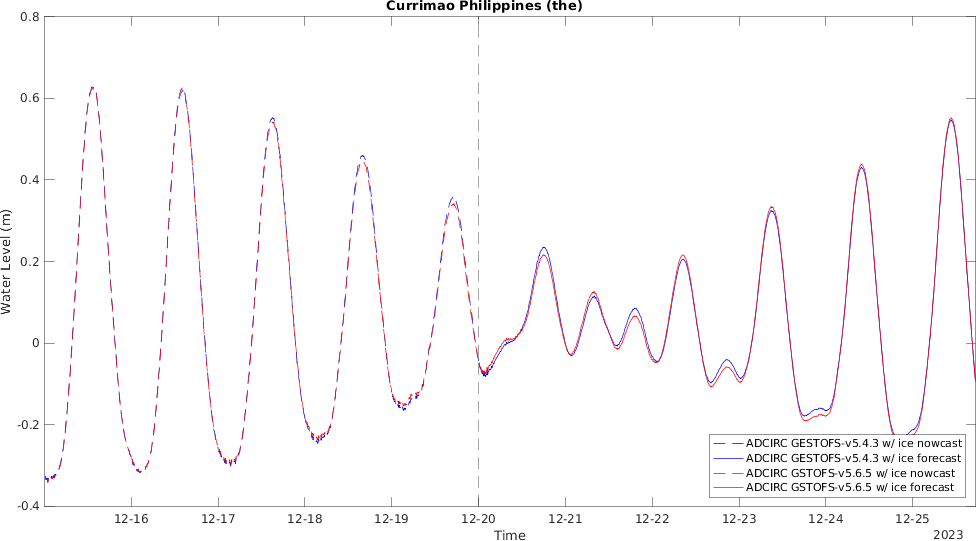 Currimao Philippines (the)
0.8
0.6
0.4
0.2
0
-0.2
-0.4
Water Level (m)
12-16 12-17 12-18 12-19 12-20 12-21 12-22 12-23 12-24 12-25
Time
2023
ADCIRC GESTOFS-v5.4.3 w/ ice nowcast
ADCIRC GESTOFS-v5.4.3 w/ ice forecast
ADCIRC GSTOFS-v5.6.5 w/ ice nowcast
ADCIRC GSTOFS-v5.6.5 w/ ice forecast